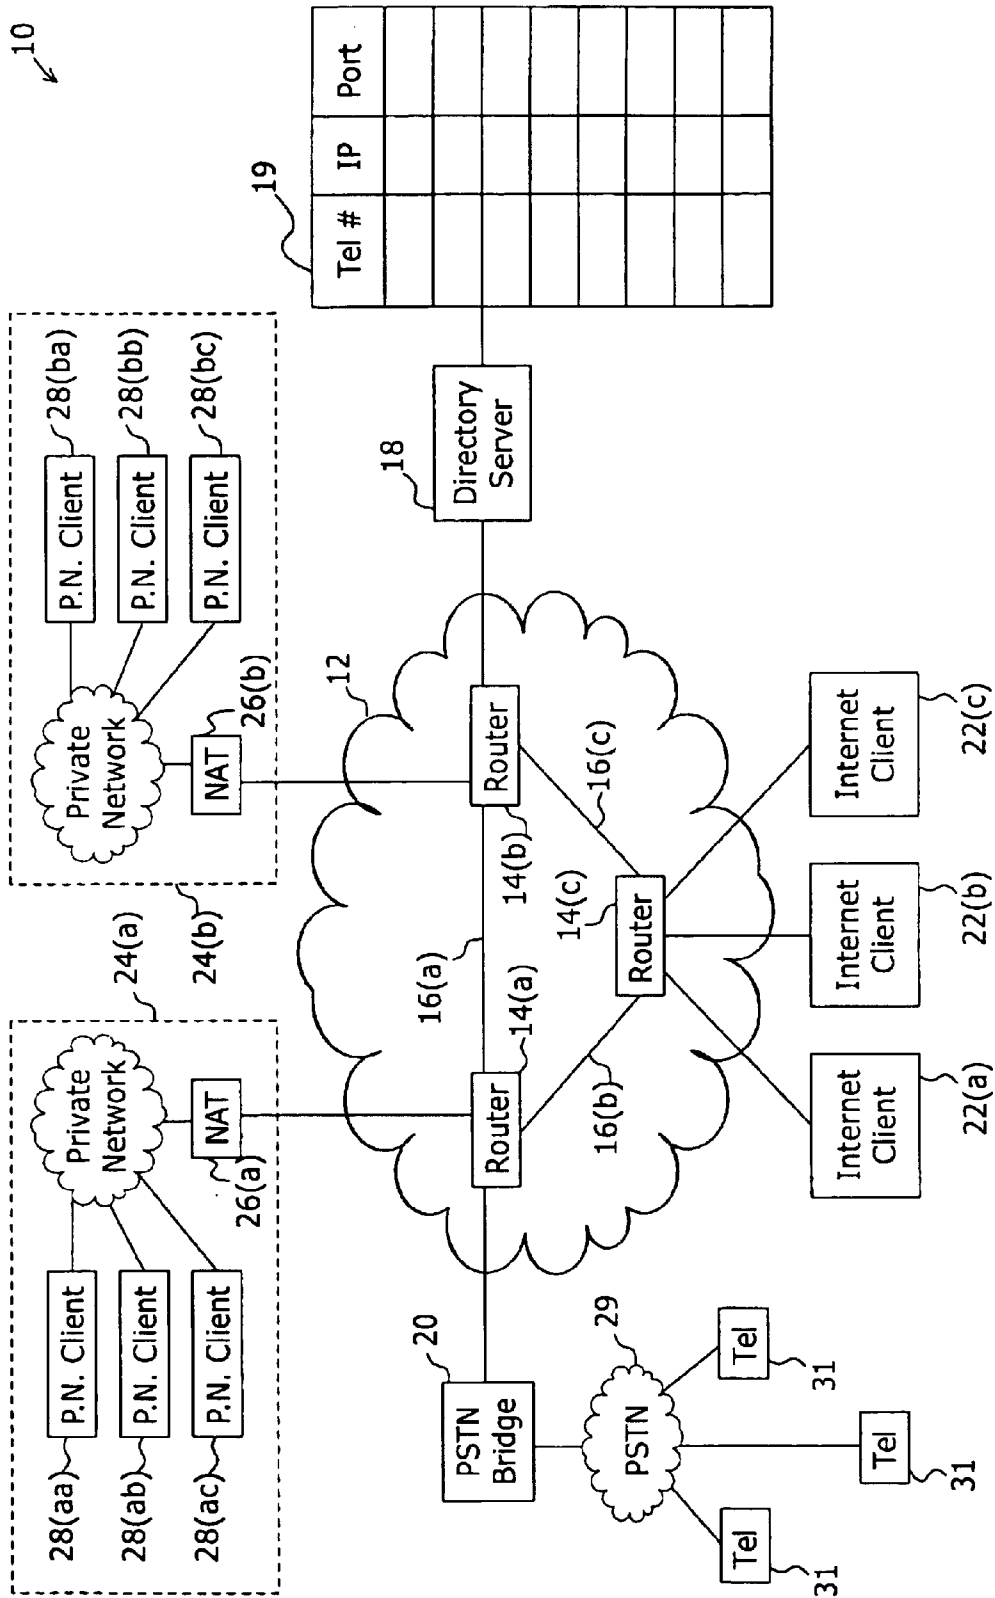 10
19
Tel #
IP
Port
24(a)
24(b)
28(aa)
28(ab)
28(ac)
P.N. Client
P.N. Client
P.N. Client
Private
Network
NAT
26(a)
Private
Network
NAT
26(b)
P.N. Client
P.N. Client
P.N. Client
28(ba)
28(bb)
28(bc)
12
18
Directory
Server
20
PSTN
Bridge
Router
14(a)
16(a)
Router
14(b)
16(b)
14(c)
Router
16(c)
29
PSTN
Tel
31
Tel
31
Tel
31
Internet
Client
22(a)
Internet
Client
22(b)
Internet
Client
22(c)